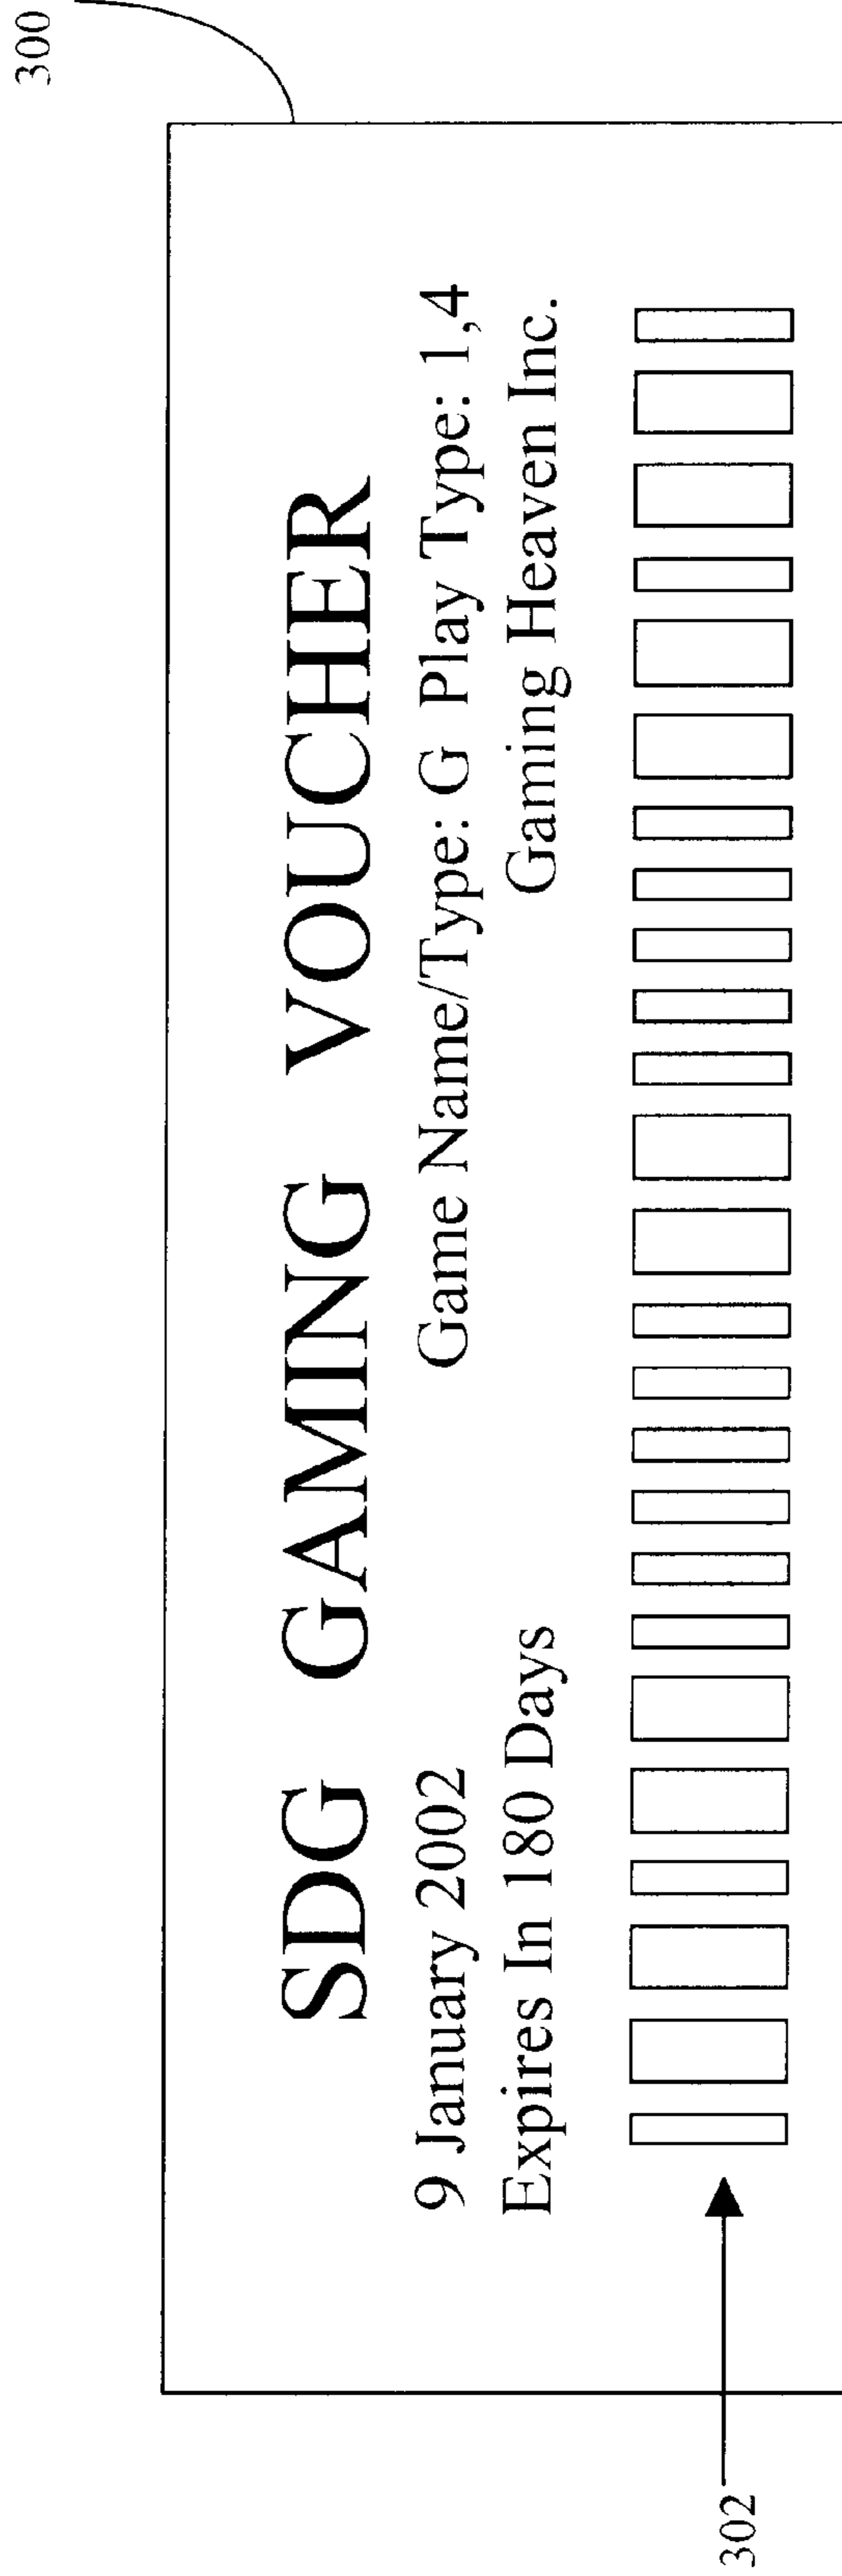 300
SDG GAMING VOUCHER
9 January 2002 Game Name/Type: G Play Type: 1,4
Expires In 180 Days Gaming Heaven Inc.
302